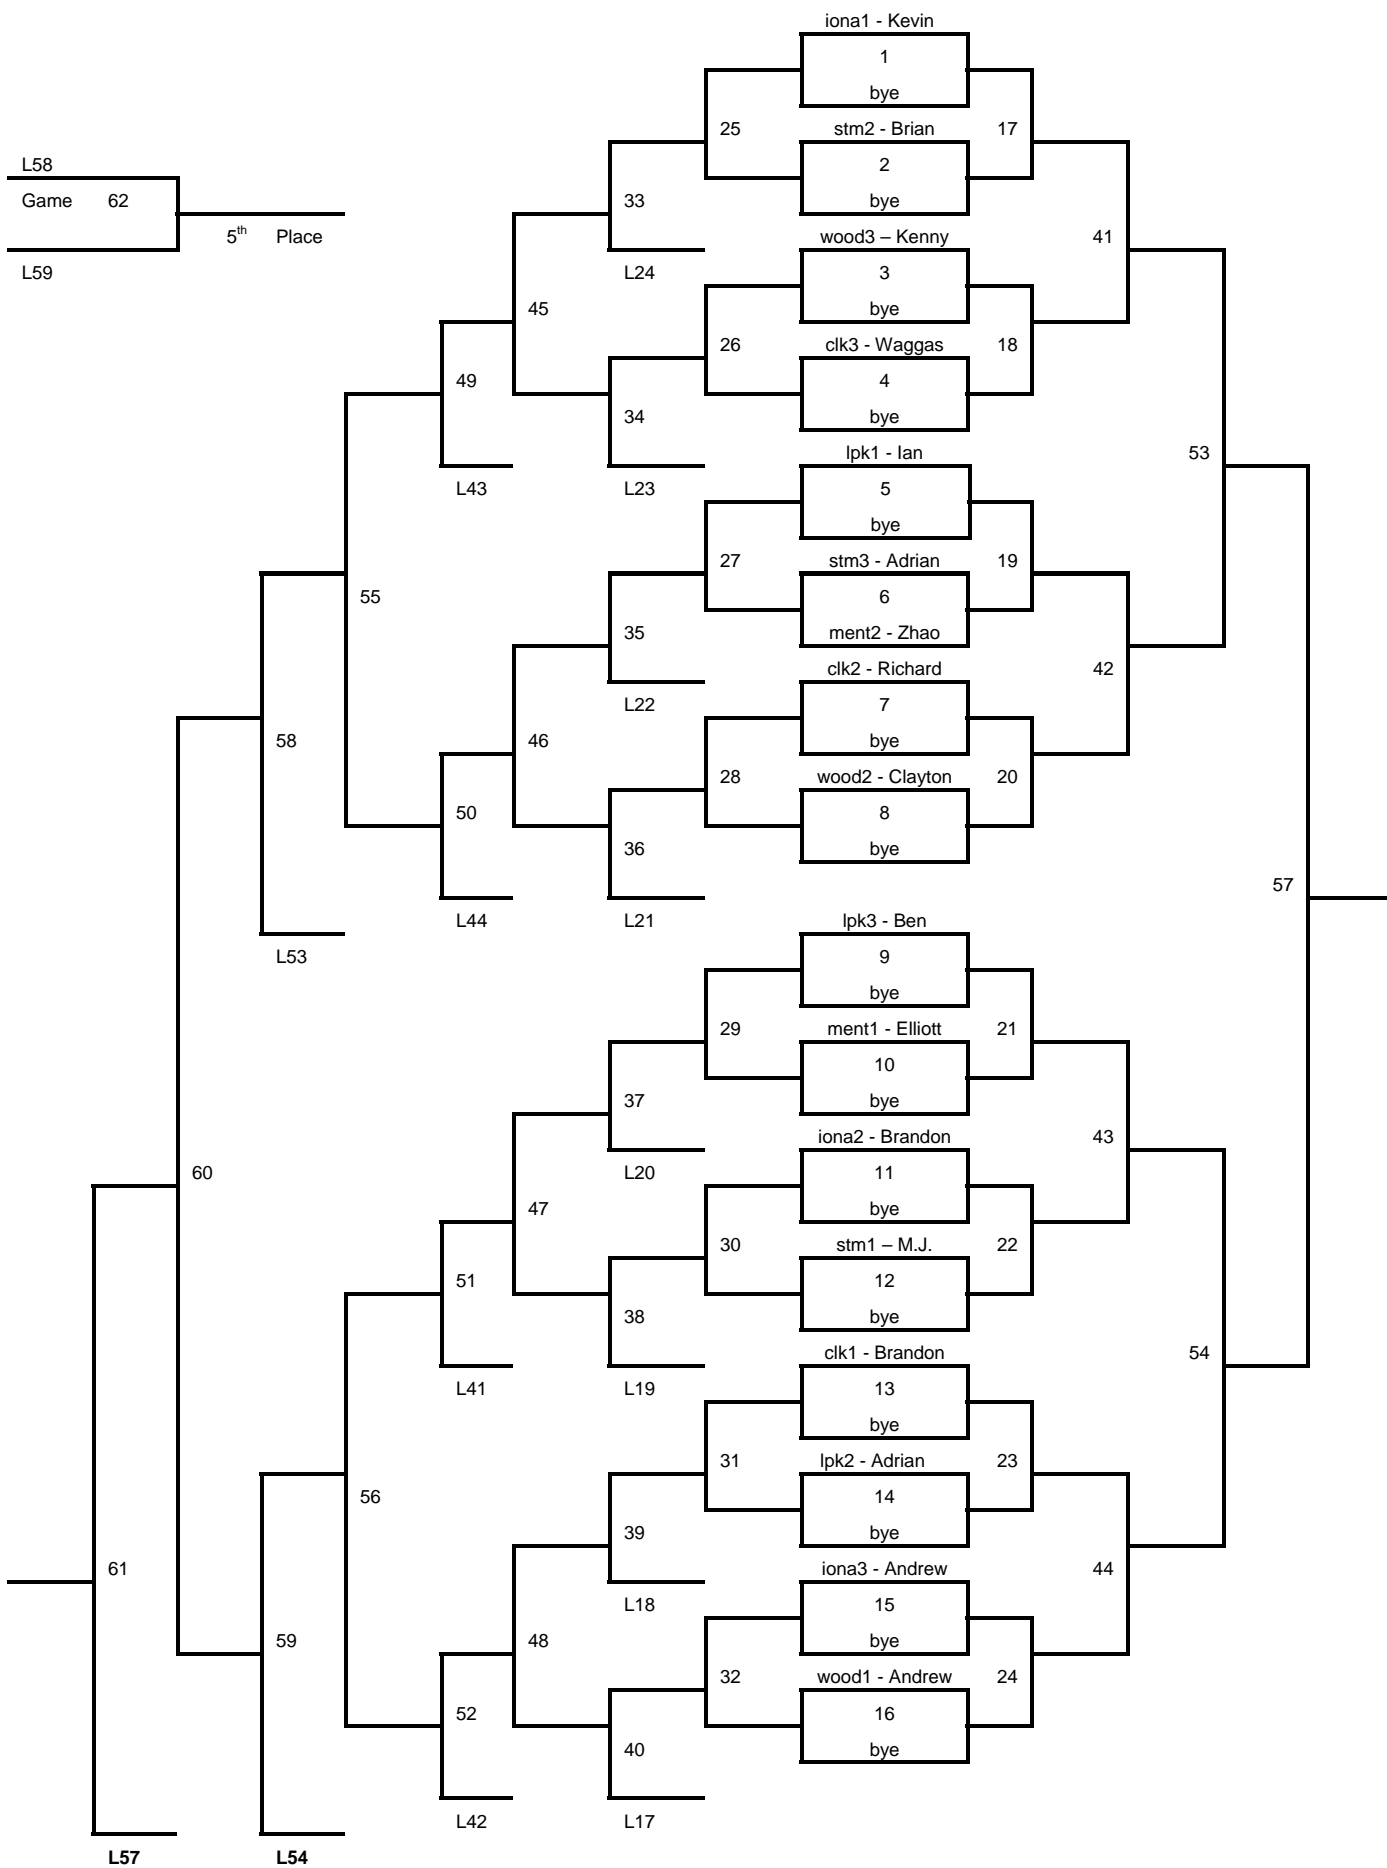 iona1 - Kevin
1
bye
25
stm2 - Brian
17
L58
2
Game 62
33
bye
5th Place
wood3 – Kenny
41
L59
L24
3
45
bye
26
clk3 - Waggas
18
49
4
34
bye
lpk1 - Ian
53
L43
L23
5
bye
27
stm3 - Adrian
19
55
6
35
ment2 - Zhao
clk2 - Richard
42
L22
7
58
46
bye
28
wood2 - Clayton
20
50
8
36
bye
57
L44
L21
lpk3 - Ben
L53
9
bye
29
ment1 - Elliott
21
10
37
bye
iona2 - Brandon
43
60
L20
11
47
bye
30
stm1 – M.J.
22
51
12
38
bye
clk1 - Brandon
54
L41
L19
13
bye
31
lpk2 - Adrian
23
56
14
39
bye
61
iona3 - Andrew
44
L18
15
59
48
bye
32
wood1 - Andrew
24
52
16
40
bye
L42
L17
L57
L54